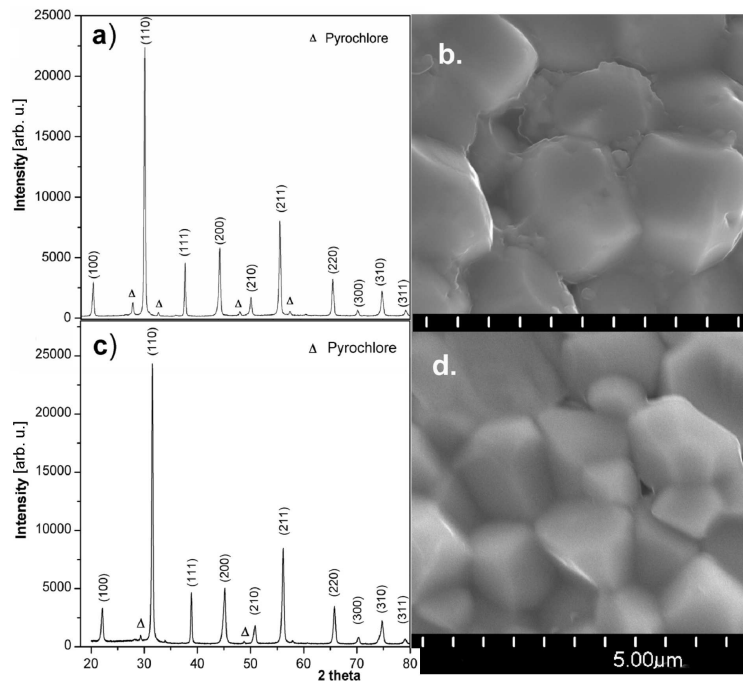 a)
Δ Pyrochlore
Intensity [arb. u.]
25000
20000
15000
10000
5000
0
(100)
Δ
(110)
Δ
(111)
(200)
Δ
(210)
(211)
Δ
(220)
(300)
(310)
(311)
b.
c)
Δ Pyrochlore
Intensity [arb. u.]
25000
20000
15000
10000
5000
0
(100)
Δ
(110)
(111)
(200)
Δ
(210)
(211)
(220)
(300)
(310)
(311)
20 30 40 50 60 70 80
2 theta
d.
5.00µm